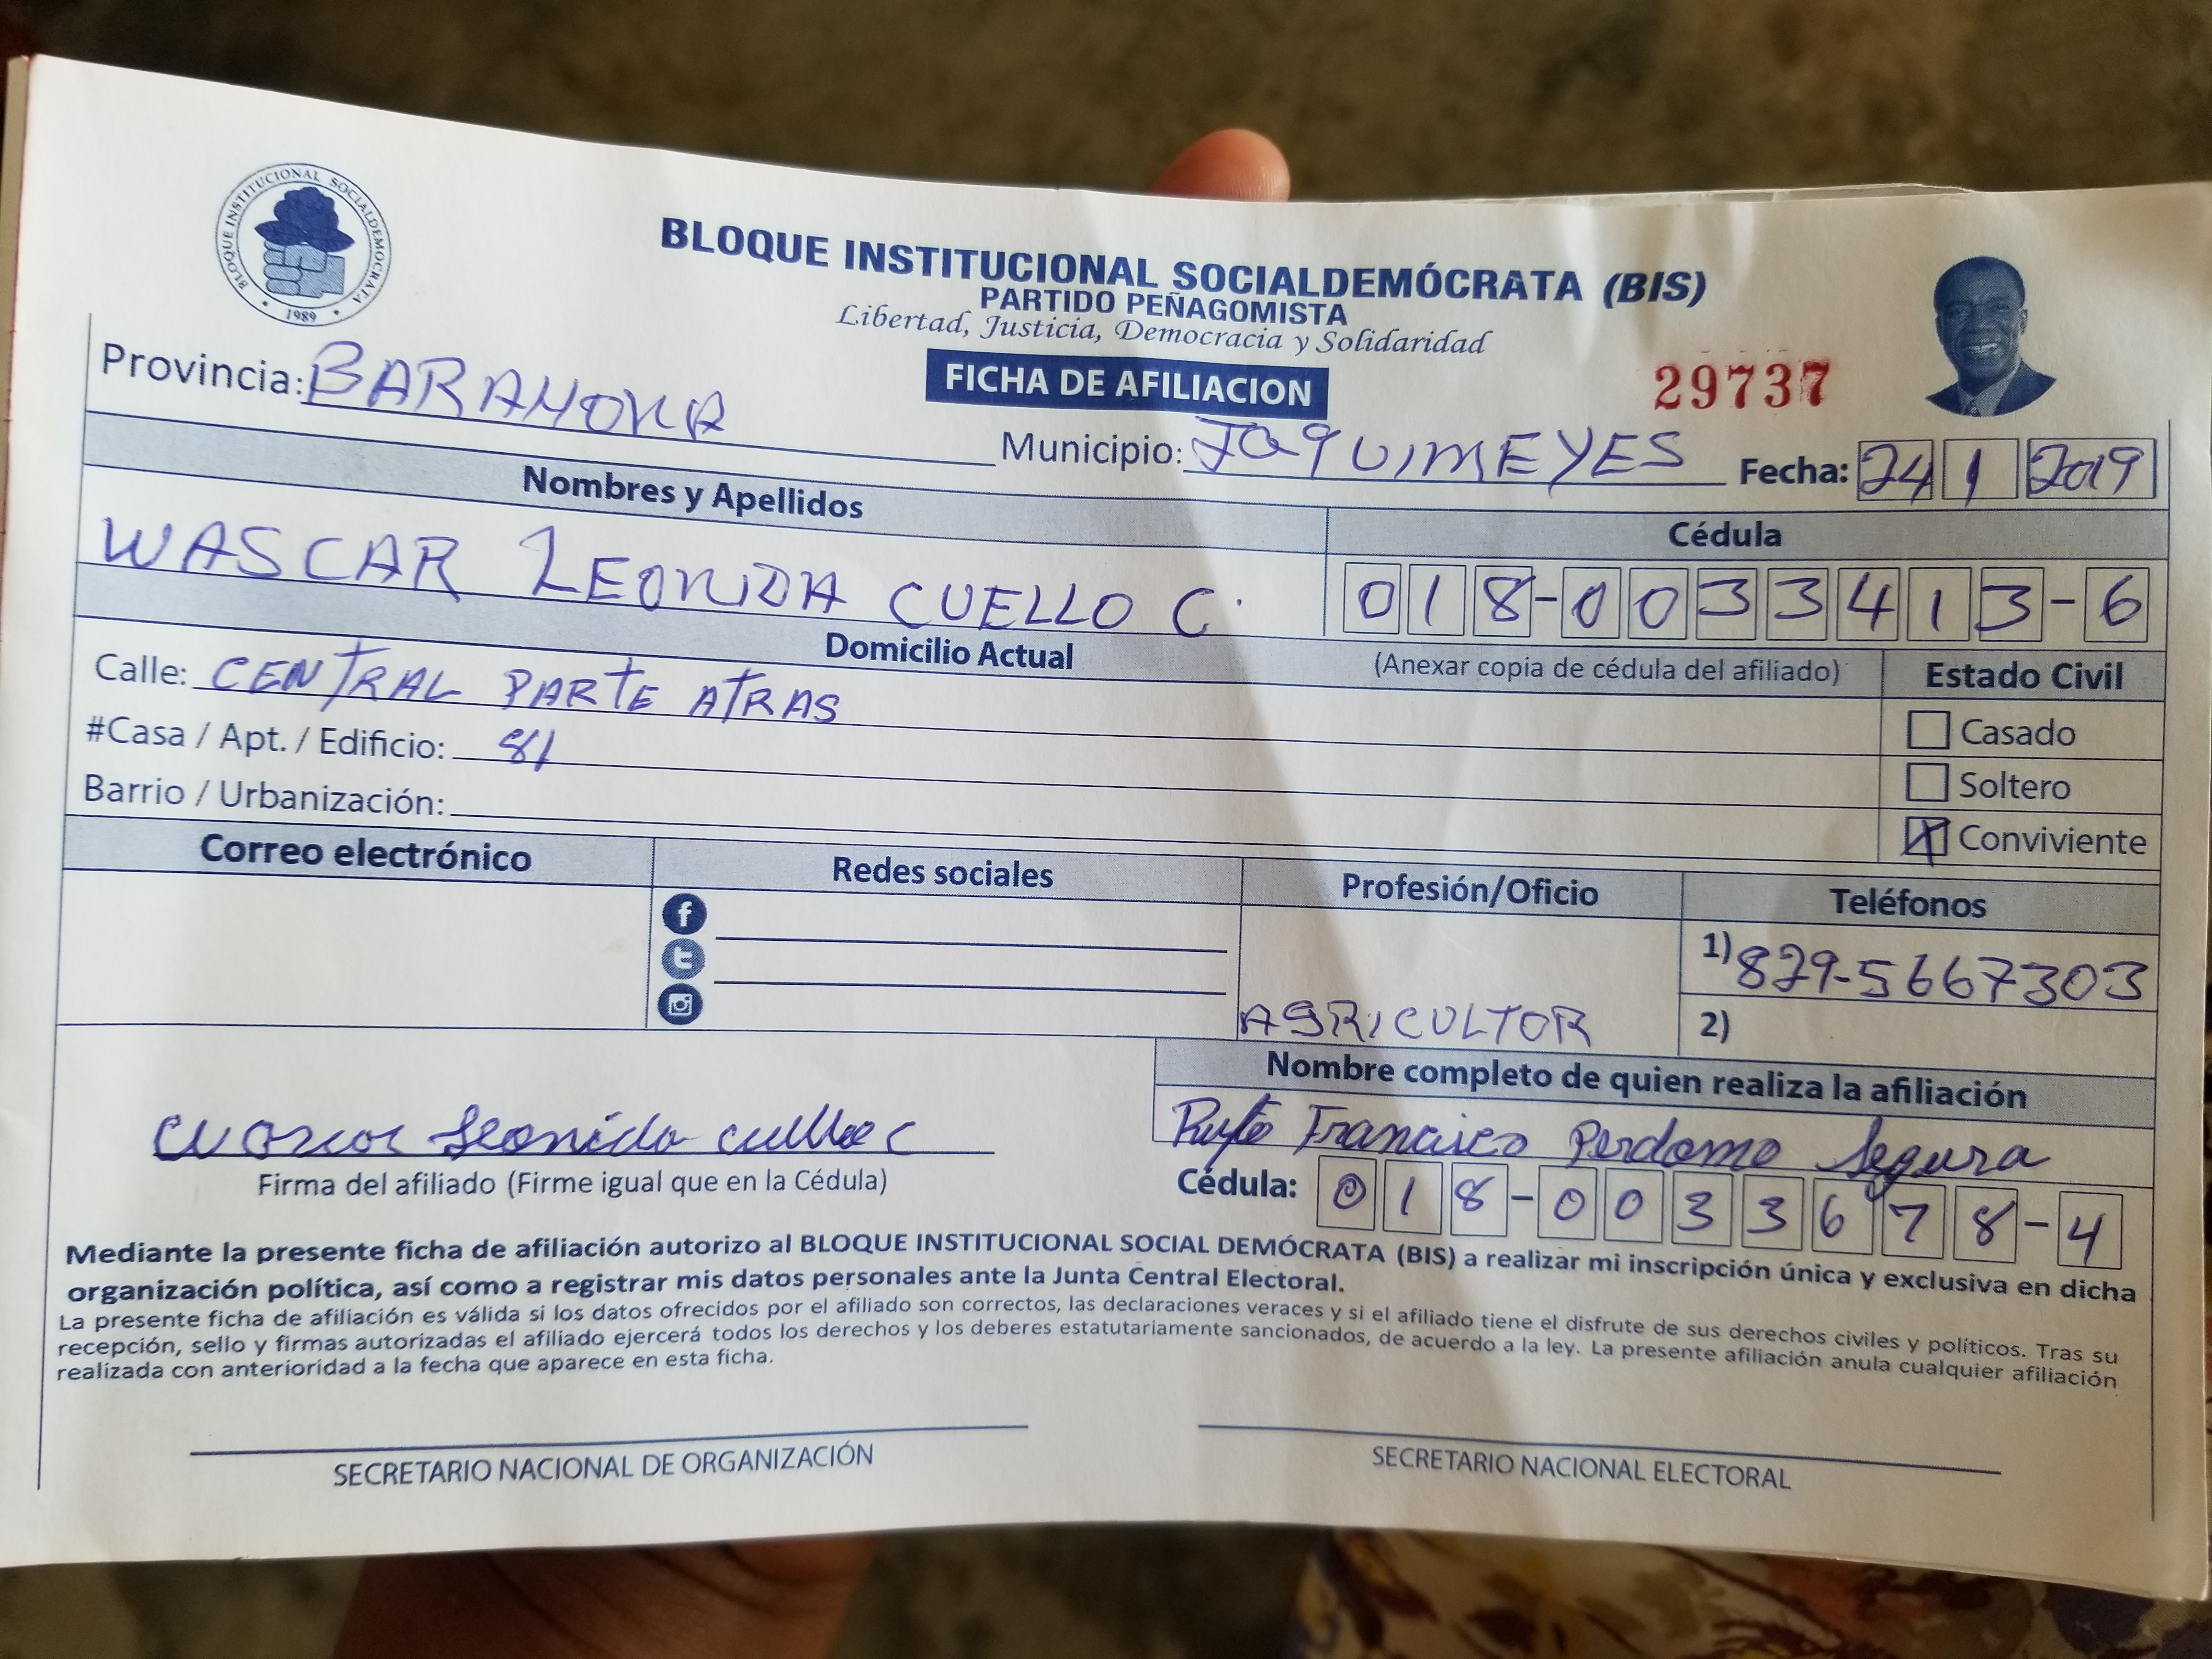 BLOQUE INSTITUCIONAL SOCIALDEMOCRATA
1989
BLOQUE INSTITUCIONAL SOCIALDEMÓCRATA (BIS)
PARTIDO PEÑAGOMISTA
Libertad, Justicia, Democracia y Solidaridad
FICHA DE AFILIACION
29737
Provincia: BARAHONA
Municipio: JAQUIMEYES Fecha: 24 1 2019
Nombres y Apellidos Cédula
WASCAR LEONIDA CUELLO C. 018-0033413-6
Domicilio Actual (Anexar copia de cédula del afiliado) Estado Civil
Calle: CENTRAL PARTE ATRAS
Casado
#Casa / Apt. / Edificio: 81
Soltero
Barrio / Urbanización:
X Conviviente
Correo electrónico Redes sociales Profesión/Oficio Teléfonos
1) 829-5667303
AGRICULTOR 2)
Nombre completo de quien realiza la afiliación
Leonida Francisco Perdomo Segura
Firma del afiliado (Firme igual que en la Cédula) Cédula: 018-0033678-4
Mediante la presente ficha de afiliación autorizo al BLOQUE INSTITUCIONAL SOCIAL DEMÓCRATA (BIS) a realizar mi inscripción única y exclusiva en dicha
organización política, así como a registrar mis datos personales ante la Junta Central Electoral.
La presente ficha de afiliación es válida si los datos ofrecidos por el afiliado son correctos, las declaraciones veraces y si el afiliado tiene el disfrute de sus derechos civiles y políticos. Tras su
recepción, sello y firmas autorizadas el afiliado ejercerá todos los derechos y los deberes estatutariamente sancionados, de acuerdo a la ley. La presente afiliación anula cualquier afiliación
realizada con anterioridad a la fecha que aparece en esta ficha.
SECRETARIO NACIONAL DE ORGANIZACIÓN SECRETARIO NACIONAL ELECTORAL